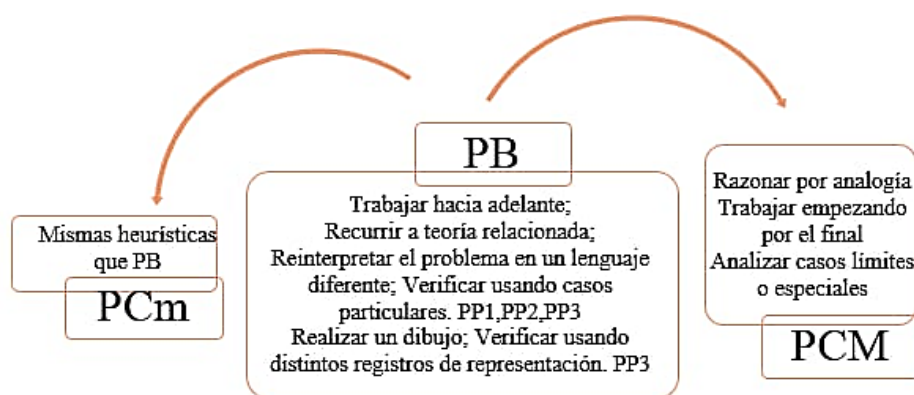 Mismas heurísticas
que PB
PCm
PB
Trabajar hacia adelante;
Recurrir a teoría relacionada;
Reinterpretar el problema en un lenguaje
diferente; Verificar usando casos
particulares. PP1,PP2,PP3
Realizar un dibujo; Verificar usando
distintos registros de representación. PP3
Razonar por analogía
Trabajar empezando
por el final
Analizar casos límites
o especiales
PCM